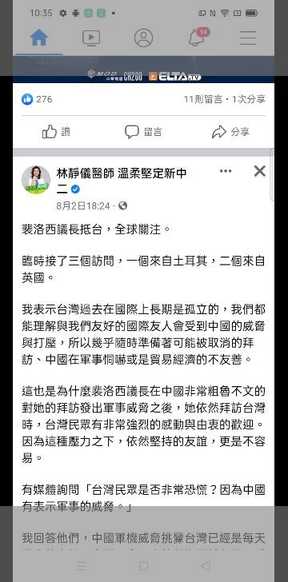 10:35
14
ELTA TV
276
11則留言・1次分享
讚
留言
分享
林靜儀醫師 溫柔堅定新中
二
8月2日18:24
裴洛西議長抵台，全球關注。
臨時接了三個訪問，一個來自土耳其，二個來自
英國。
我表示台灣過去在國際上長期是孤立的，我們都
能理解與我們友好的國際友人會受到中國的威脅
與打壓，所以幾乎隨時準備著可能被取消的拜
訪、中國在軍事恫嚇或是貿易經濟的不友善。
這也是為什麼裴洛西議長在中國非常粗魯不文的
對她的拜訪發出軍事威脅之後，她依然拜訪台灣
時，台灣民眾有非常強烈的感動與由衷的歡迎。
因為這種壓力之下，依然堅持的友誼，更是不容
易。
有媒體詢問「台灣民眾是否非常恐慌？因為中國
有表示軍事的威脅。」
我回答他們，中國軍機威脅挑釁台灣已經是每天